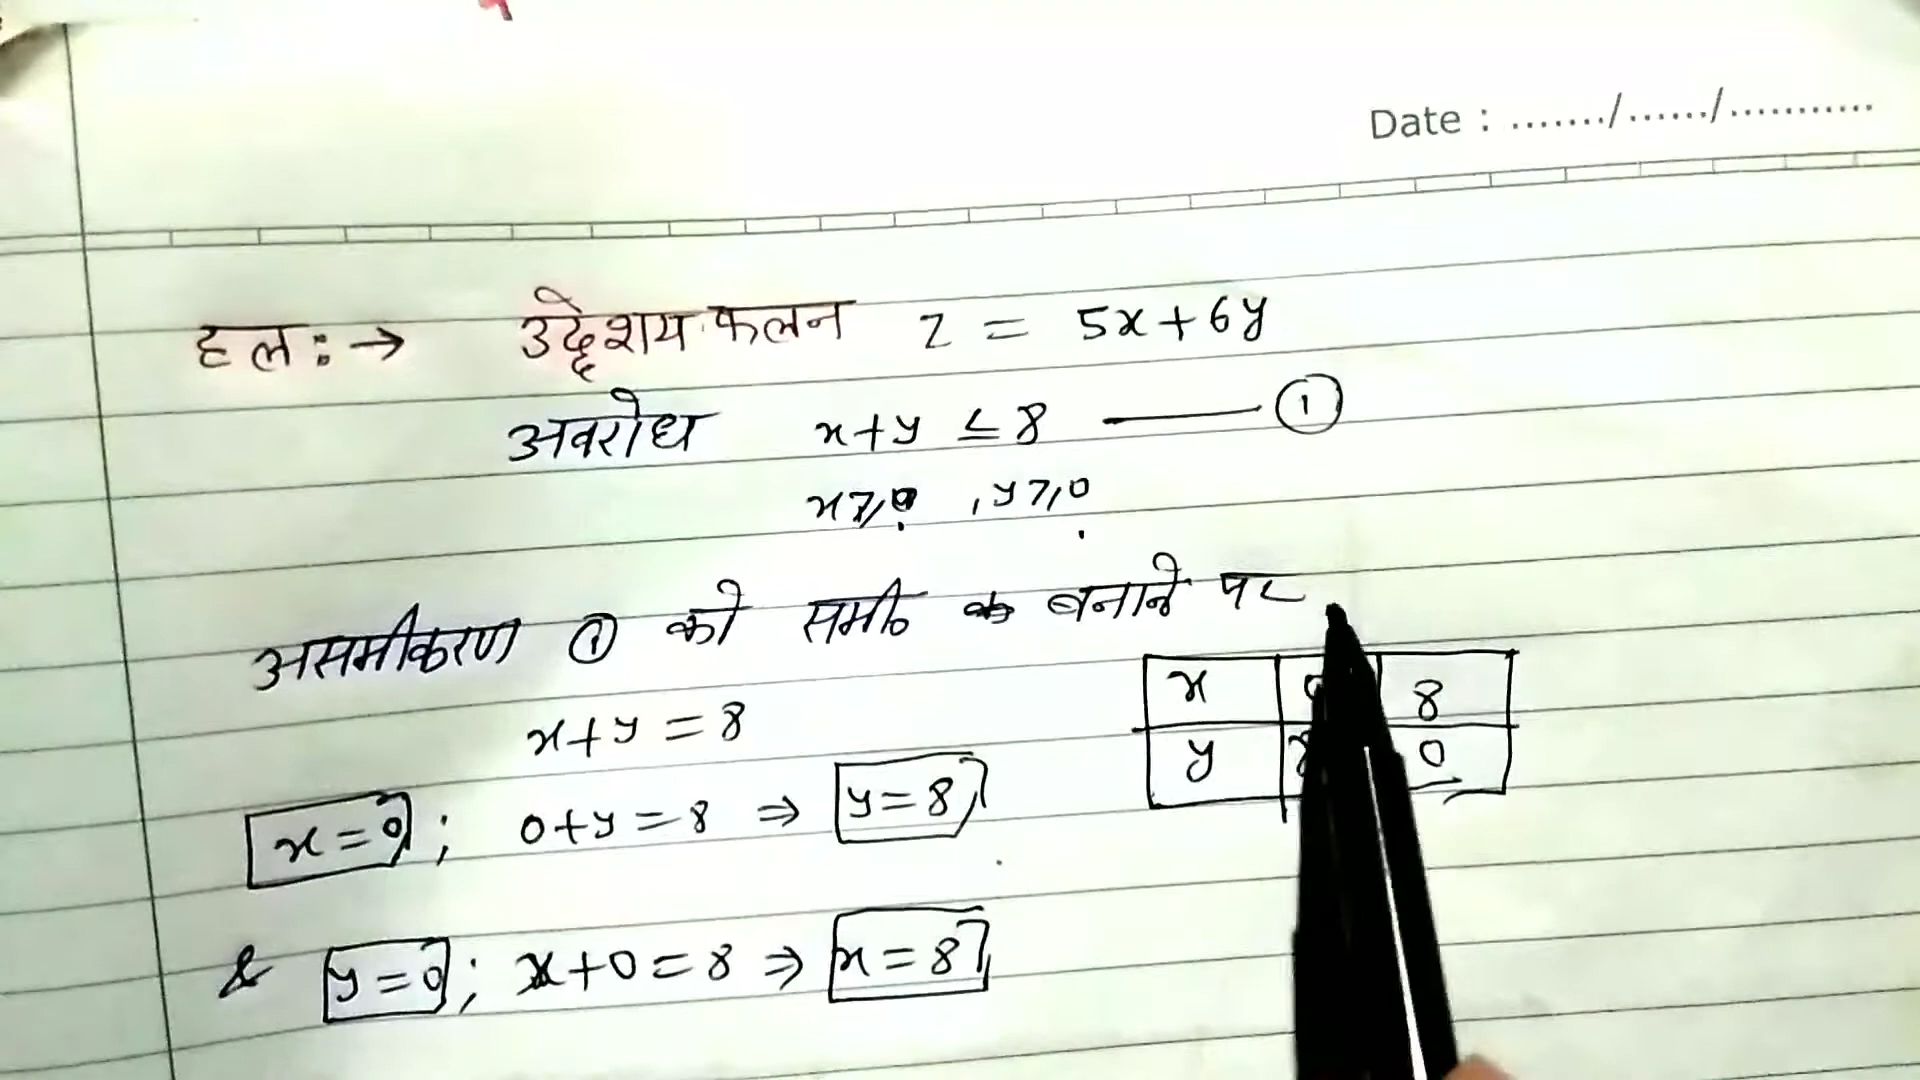 Date : ......./....../...........
हल :→ उद्देशय फलन Z = 5x+6y
अवरोध x+y ≤ 8 —— ①
x≥0 , y≥0
असमीकरण ① को समी० बनाने पर
x+y = 8
x 8
y 0
x=0 ; 0+y=8 ⇒ y=8
& y=0 ; x+0=8 ⇒ x=8